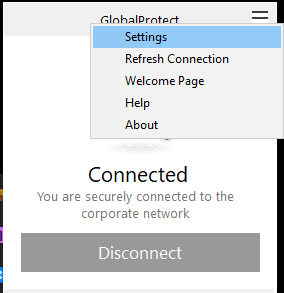 GlobalProtect
Settings
Refresh Connection
Welcome Page
Help
About
Connected
You are securely connected to the
corporate network
Disconnect